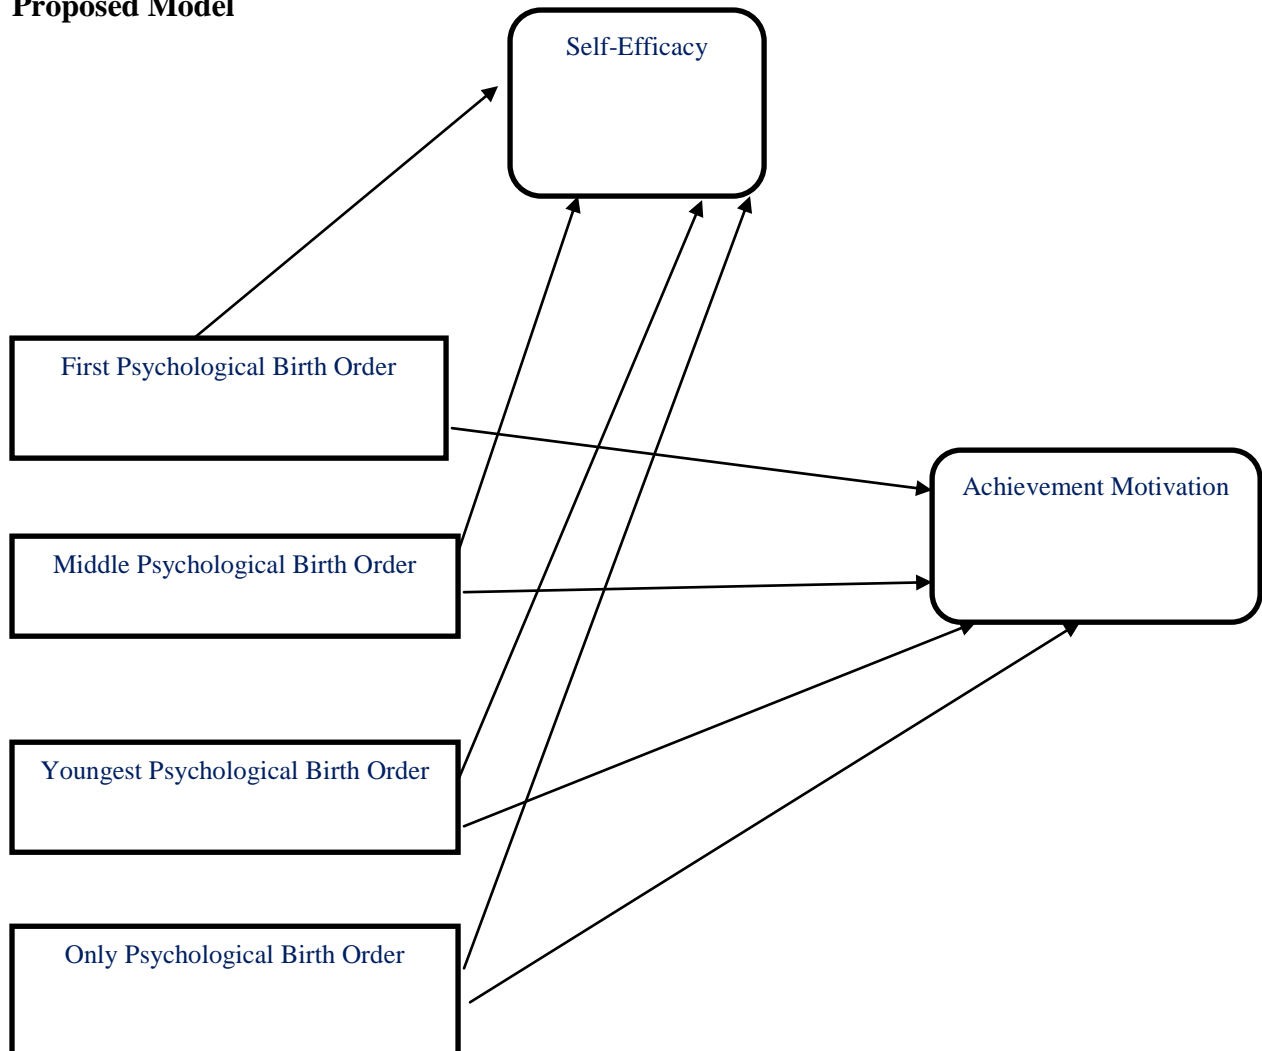 Proposed Model
Self-Efficacy
First Psychological Birth Order
Achievement Motivation
Middle Psychological Birth Order
Youngest Psychological Birth Order
Only Psychological Birth Order